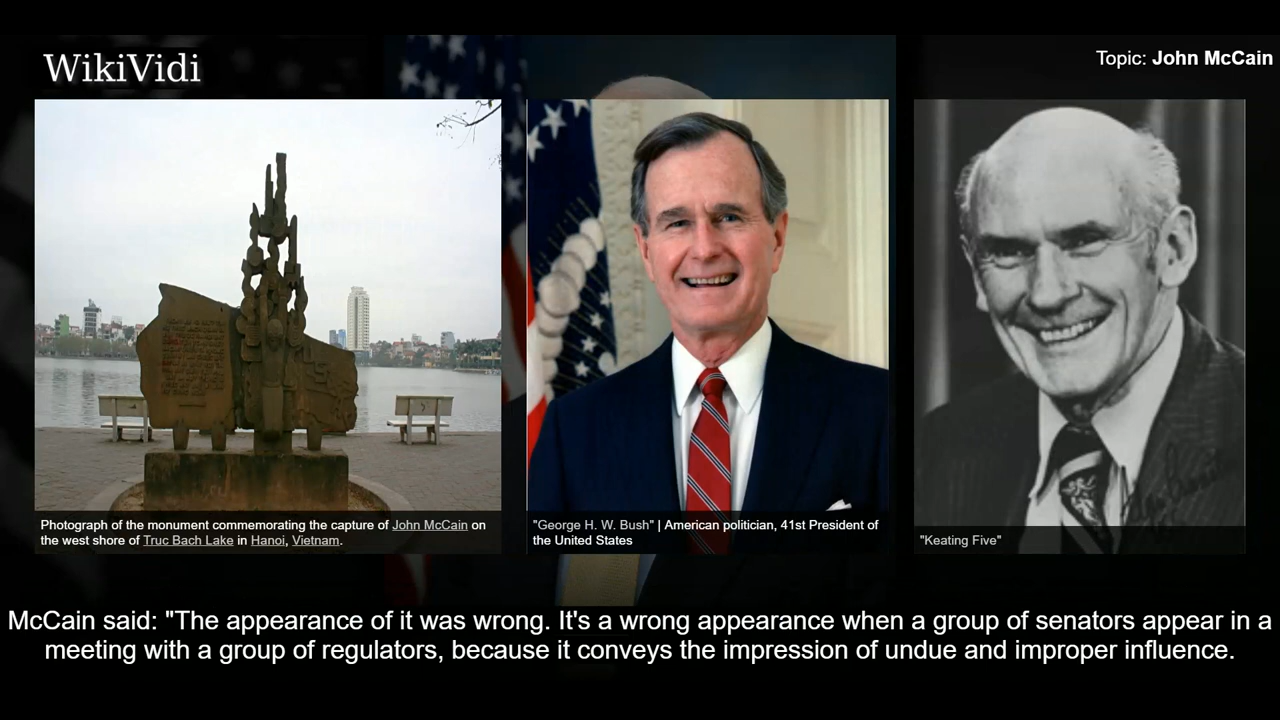 WikiVidi
Topic: John McCain
Photograph of the monument commemorating the capture of John McCain on
the west shore of Truc Bach Lake in Hanoi, Vietnam.
"George H. W. Bush" | American politician, 41st President of
the United States
"Keating Five"
McCain said: "The appearance of it was wrong. It's a wrong appearance when a group of senators appear in a
meeting with a group of regulators, because it conveys the impression of undue and improper influence.